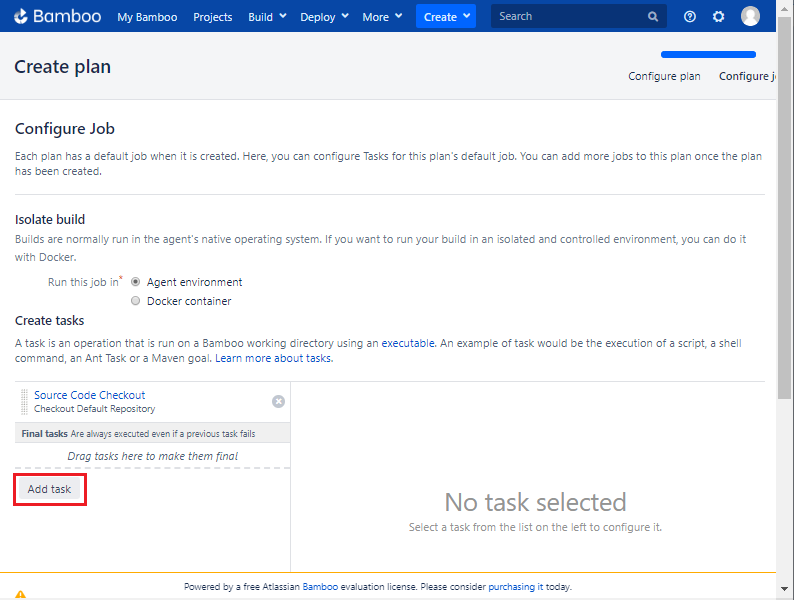 Bamboo My Bamboo Projects Build Deploy More Create Search
Create plan
Configure plan Configure j
Configure Job
Each plan has a default job when it is created. Here, you can configure Tasks for this plan's default job. You can add more jobs to this plan once the plan
has been created.
Isolate build
Builds are normally run in the agent's native operating system. If you want to run your build in an isolated and controlled environment, you can do it
with Docker.
Run this job in* Agent environment
Docker container
Create tasks
A task is an operation that is run on a Bamboo working directory using an executable. An example of task would be the execution of a script, a shell
command, an Ant Task or a Maven goal. Learn more about tasks.
Source Code Checkout
Checkout Default Repository
Final tasks Are always executed even if a previous task fails
Drag tasks here to make them final
Add task
No task selected
Select a task from the list on the left to configure it.
Powered by a free Atlassian Bamboo evaluation license. Please consider purchasing it today.